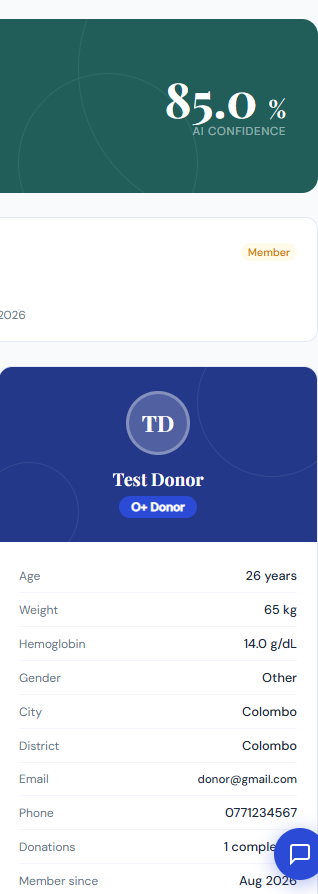 85.0 %
AI CONFIDENCE
Member
2026
TD
Test Donor
O+ Donor
Age 26 years
Weight 65 kg
Hemoglobin 14.0 g/dL
Gender Other
City Colombo
District Colombo
Email donor@gmail.com
Phone 0771234567
Donations 1 comple
Member since Aug 2026